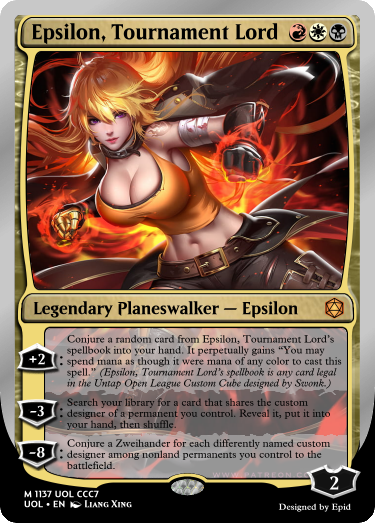 Epsilon, Tournament Lord
Legendary Planeswalker — Epsilon
+2: Conjure a random card from Epsilon, Tournament Lord's
spellbook into your hand. It perpetually gains “You may
spend mana as though it were mana of any color to cast this
spell.” (Epsilon, Tournament Lord's spellbook is any card legal
in the Untap Open League Custom Cube designed by Swonk.)
-3: Search your library for a card that shares the custom
designer of a permanent you control. Reveal it, put it into
your hand, then shuffle.
-8: Conjure a Zweihander for each differently named custom
designer among nonland permanents you control to the
battlefield.
WWW.PATREON
2
M 1137 UOL CCC7
UOL • EN Liang Xing
Designed by Epid